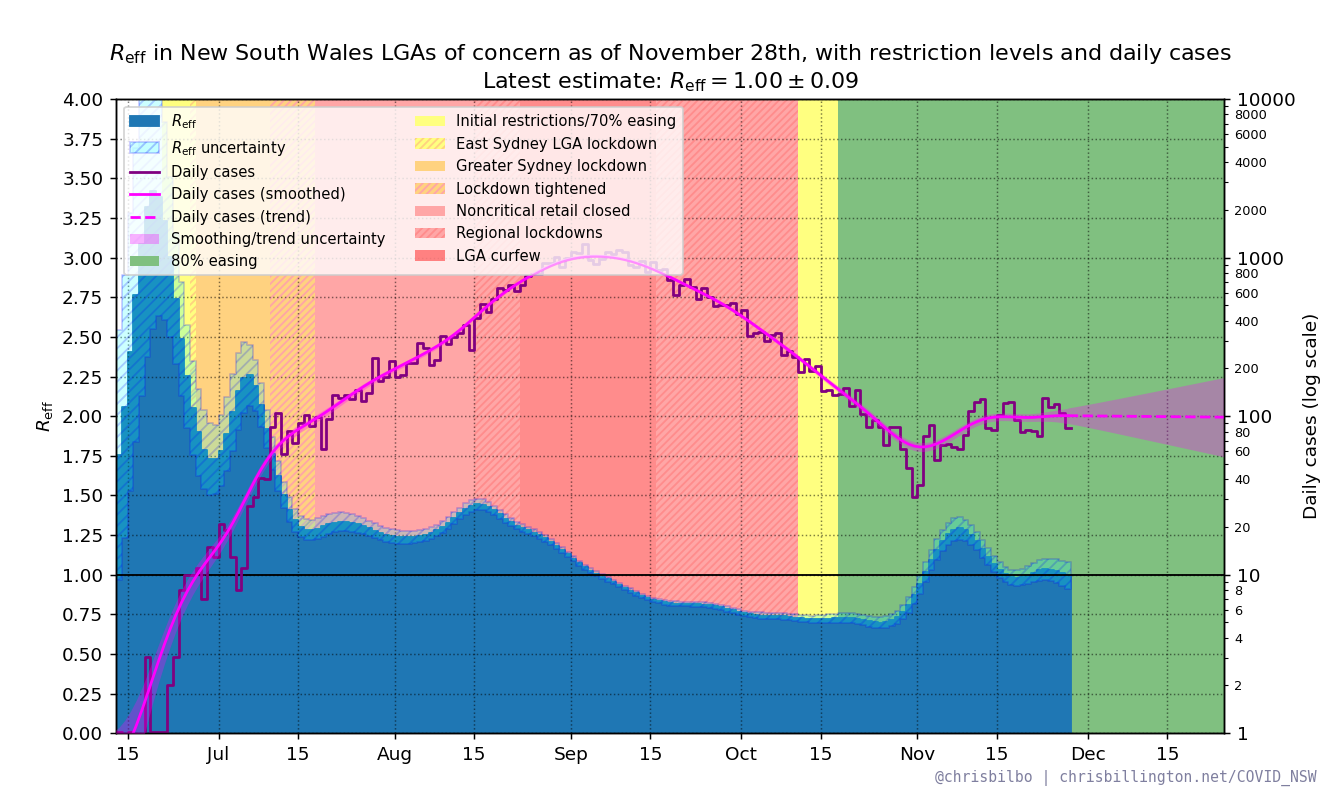 R_eff in New South Wales LGAs of concern as of November 28th, with restriction levels and daily cases
Latest estimate: R_eff = 1.00 ± 0.09
R_eff
R_eff uncertainty
Daily cases
Daily cases (smoothed)
Daily cases (trend)
Smoothing/trend uncertainty
80% easing
Initial restrictions/70% easing
East Sydney LGA lockdown
Greater Sydney lockdown
Lockdown tightened
Noncritical retail closed
Regional lockdowns
LGA curfew
R_eff
4.00
3.75
3.50
3.25
3.00
2.75
2.50
2.25
2.00
1.75
1.50
1.25
1.00
0.75
0.50
0.25
0.00
10000
8000
6000
4000
2000
1000
800
600
400
200
100
80
60
40
20
10
8
6
4
2
1
Daily cases (log scale)
15 Jul 15 Aug 15 Sep 15 Oct 15 Nov 15 Dec 15
@chrisbilbo | chrisbillington.net/COVID_NSW